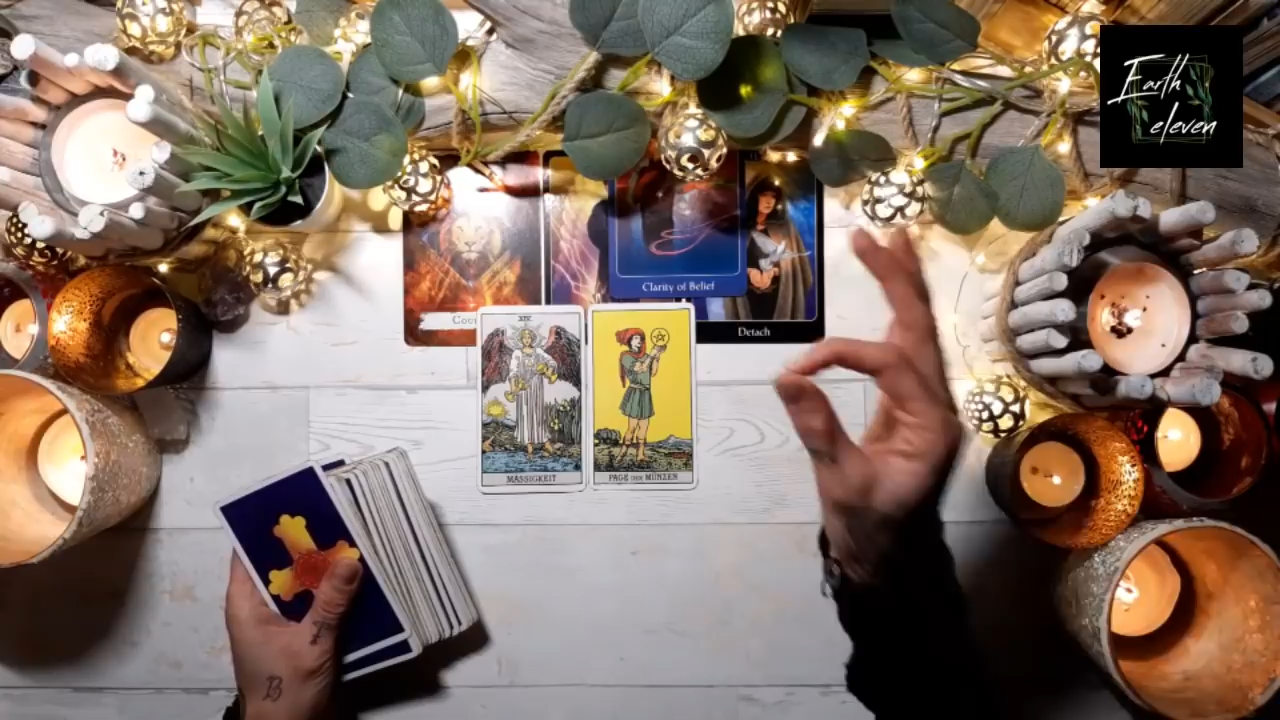 Earth
eleven
Clarity of Belief
Detach
XIV
MÄSSIGKEIT
PAGE DER MÜNZEN
B